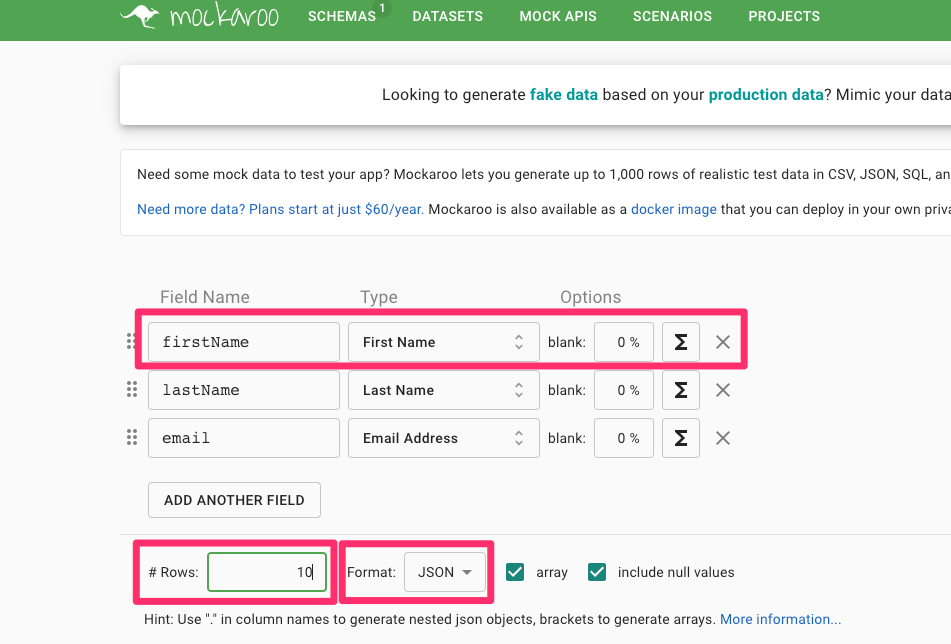 mockaroo SCHEMAS 1 DATASETS MOCK APIS SCENARIOS PROJECTS
Looking to generate fake data based on your production data? Mimic your data
Need some mock data to test your app? Mockaroo lets you generate up to 1,000 rows of realistic test data in CSV, JSON, SQL, an
Need more data? Plans start at just $60/year. Mockaroo is also available as a docker image that you can deploy in your own priva
Field Name Type Options
firstName First Name blank: 0 % Σ
lastName Last Name blank: 0 % Σ
email Email Address blank: 0 % Σ
ADD ANOTHER FIELD
# Rows: 10 Format: JSON array include null values
Hint: Use "." in column names to generate nested json objects, brackets to generate arrays. More information...